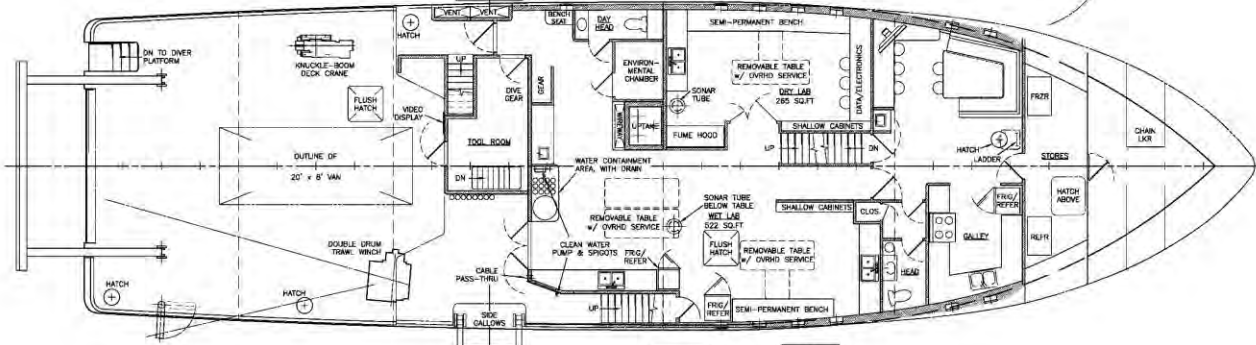 DN TO DIVER
PLATFORM
HATCH
KNUCKLE-BOOM
DECK CRANE
FLUSH
HATCH
VIDEO
DISPLAY
OUTLINE OF
20' x 8' VAN
DOUBLE DRUM
TRAWL WINCH
HATCH
HATCH
VENT
VENT
UP
DIVE
GEAR
TOOL ROOM
DN
GEAR
BENCH
SEAT
DAY
HEAD
ENVIRON-
MENTAL
CHAMBER
WIREWAY
UPTAKE
WATER CONTAINMENT
AREA, WITH DRAIN
REMOVABLE TABLE
w/ OVRHD SERVICE
CLEAN WATER
PUMP & SPIGOTS
FRIG/
REFER
CABLE
PASS-THRU
SIDE
GALLOWS
UP
SEMI-PERMANENT BENCH
REMOVABLE TABLE
w/ OVRHD SERVICE
SONAR
TUBE
DRY LAB
265 SQ.FT
DATA/ELECTRONICS
FUME HOOD
SHALLOW CABINETS
UP
DN
SONAR TUBE
BELOW TABLE
WET LAB
522 SQ.FT
FLUSH
HATCH
SHALLOW CABINETS
REMOVABLE TABLE
w/ OVRHD SERVICE
FRIG/
REFER
SEMI-PERMANENT BENCH
CLOS.
HEAD
GALLEY
FRIG/
REFER
HATCH
LADDER
FRZR
STORES
CHAIN
LKR
HATCH
ABOVE
REFR